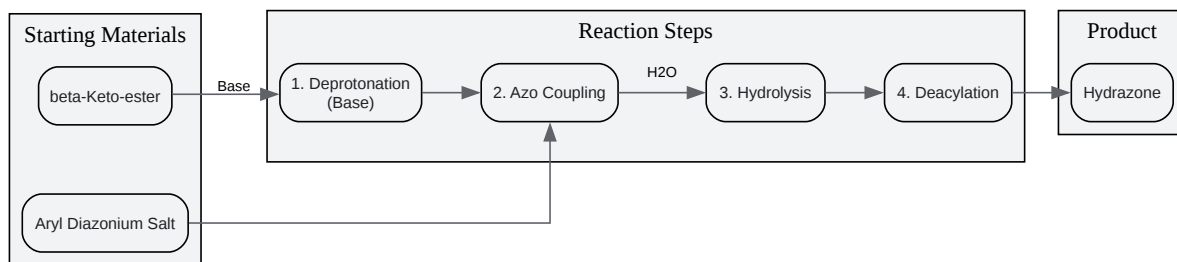 Starting Materials
beta-Keto-ester
Aryl Diazonium Salt
Base
Reaction Steps
1. Deprotonation
(Base)
2. Azo Coupling
H2O
3. Hydrolysis
4. Deacylation
Product
Hydrazone